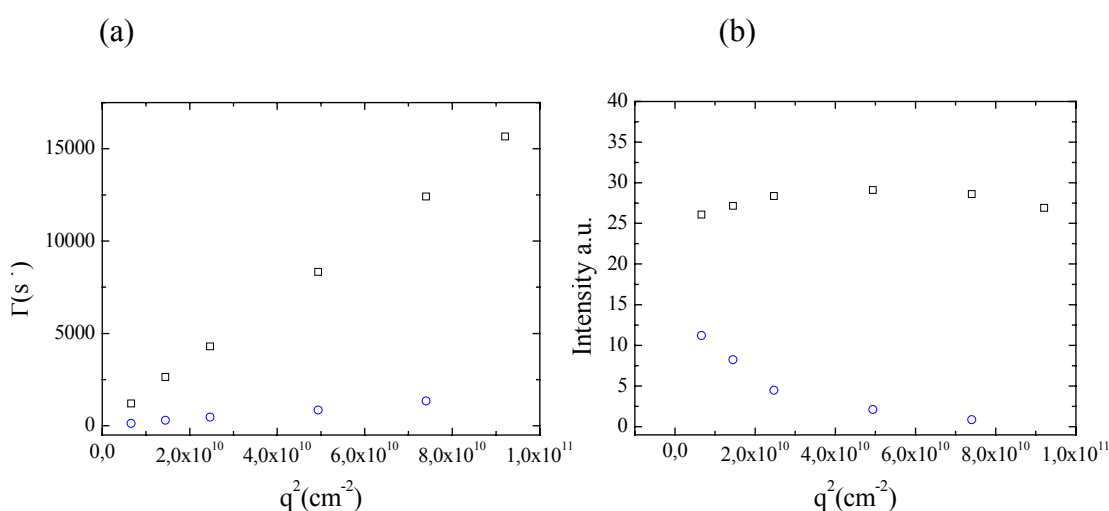 (a)
(b)
15000
10000
5000
0
Γ(s⁻)
0,0
2,0x10¹⁰
4,0x10¹⁰
6,0x10¹⁰
8,0x10¹⁰
1,0x10¹¹
q²(cm⁻²)
40
35
30
25
20
15
10
5
0
Intensity a.u.
0,0
2,0x10¹⁰
4,0x10¹⁰
6,0x10¹⁰
8,0x10¹⁰
1,0x10¹¹
q²(cm⁻²)